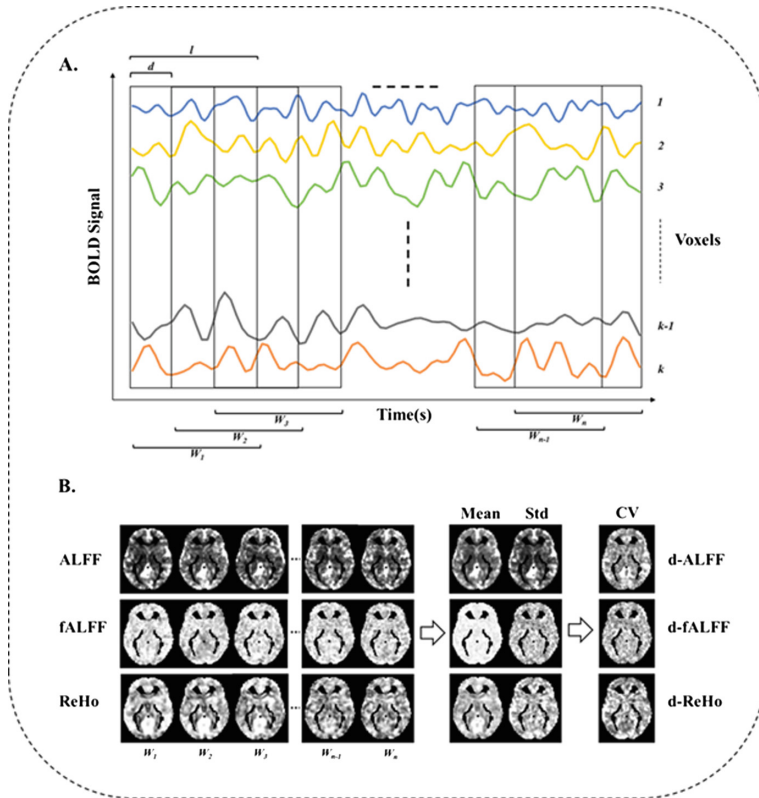 A.
l
d
1
2
3
Voxels
k-1
k
BOLD Signal
Time(s)
W3
W2
W1
Wn
Wn-1
B.
Mean Std CV
ALFF d-ALFF
fALFF d-fALFF
ReHo d-ReHo
W1 W2 W3 Wn-1 Wn